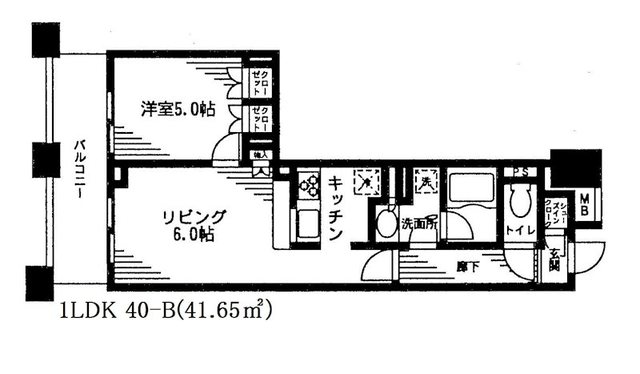 洋室5.0帖
クローゼット
クローゼット
物入
バルコニー
リビング
6.0帖
キッチン
冷
洗
洗面所
PS
トイレ
シューズインクローク
MB
廊下
玄関
1LDK 40-B(41.65㎡)